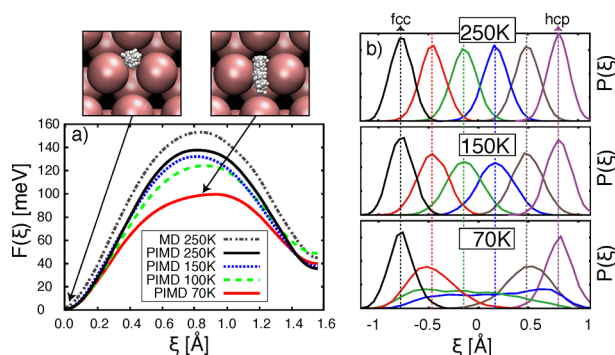 a)
F(ξ) [meV]
160
140
120
100
80
60
40
20
0
MD 250K
PIMD 250K
PIMD 150K
PIMD 100K
PIMD 70K
0.0 0.2 0.4 0.6 0.8 1.0 1.2 1.4 1.6
ξ [Å]
b)
fcc hcp
250K
P(ξ)
150K
P(ξ)
70K
P(ξ)
-1 -0.5 0 0.5 1
ξ [Å]